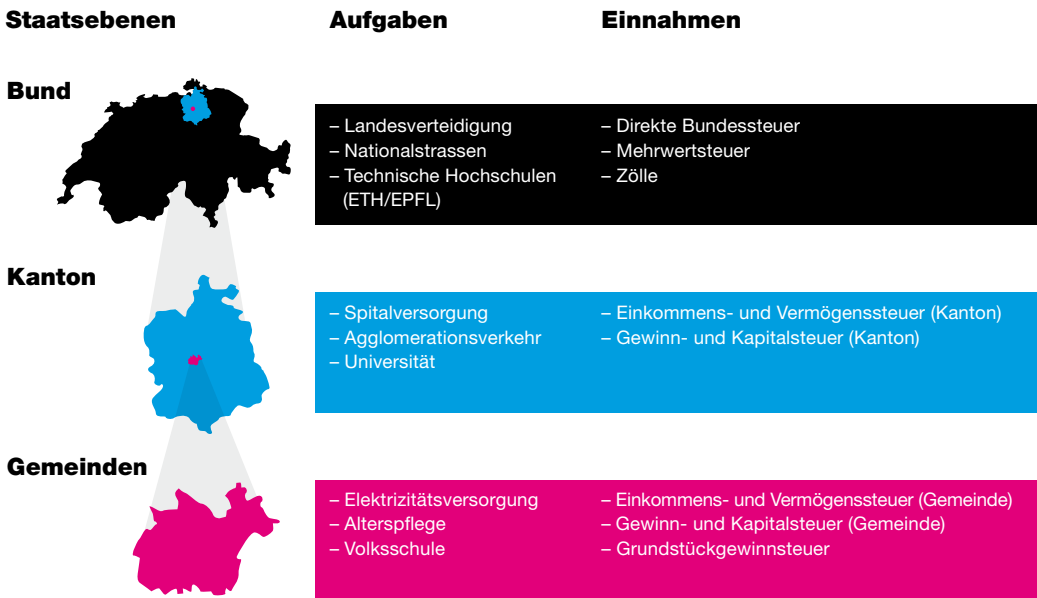 Staatsebenen
Aufgaben
Einnahmen
Bund
– Landesverteidigung
– Nationalstrassen
– Technische Hochschulen
(ETH/EPFL)
– Direkte Bundessteuer
– Mehrwertsteuer
– Zölle
Kanton
– Spitalversorgung
– Agglomerationsverkehr
– Universität
– Einkommens- und Vermögenssteuer (Kanton)
– Gewinn- und Kapitalsteuer (Kanton)
Gemeinden
– Elektrizitätsversorgung
– Alterspflege
– Volksschule
– Einkommens- und Vermögenssteuer (Gemeinde)
– Gewinn- und Kapitalsteuer (Gemeinde)
– Grundstückgewinnsteuer